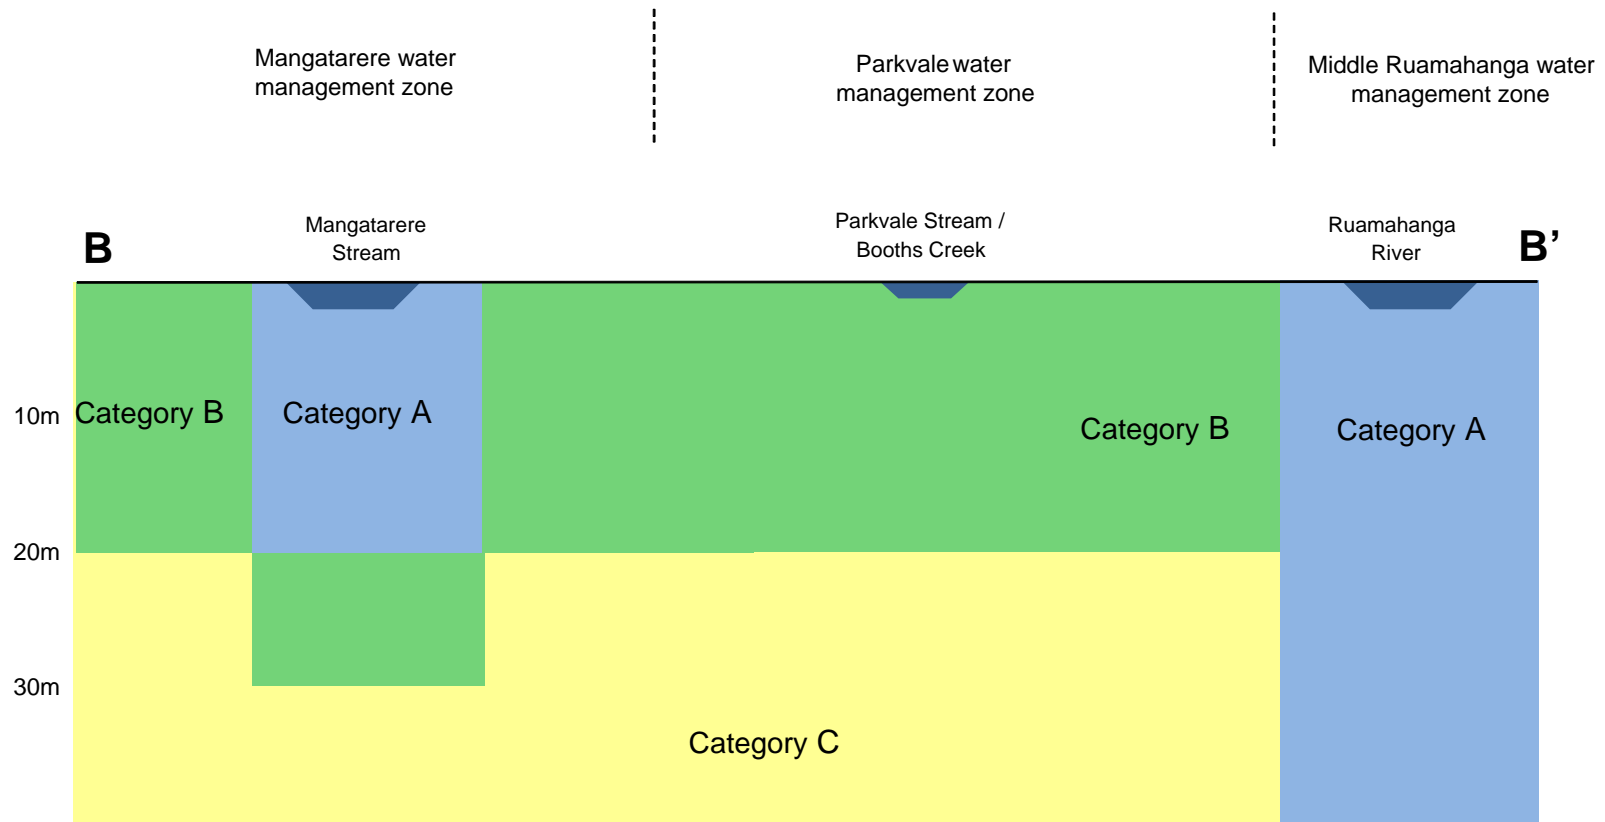 Mangatarere water
management zone
Parkvale water
management zone
Middle Ruamahanga water
management zone
B
Mangatarere
Stream
Parkvale Stream /
Booths Creek
Ruamahanga
River
B’
10m
Category B
Category A
Category B
Category A
20m
30m
Category C